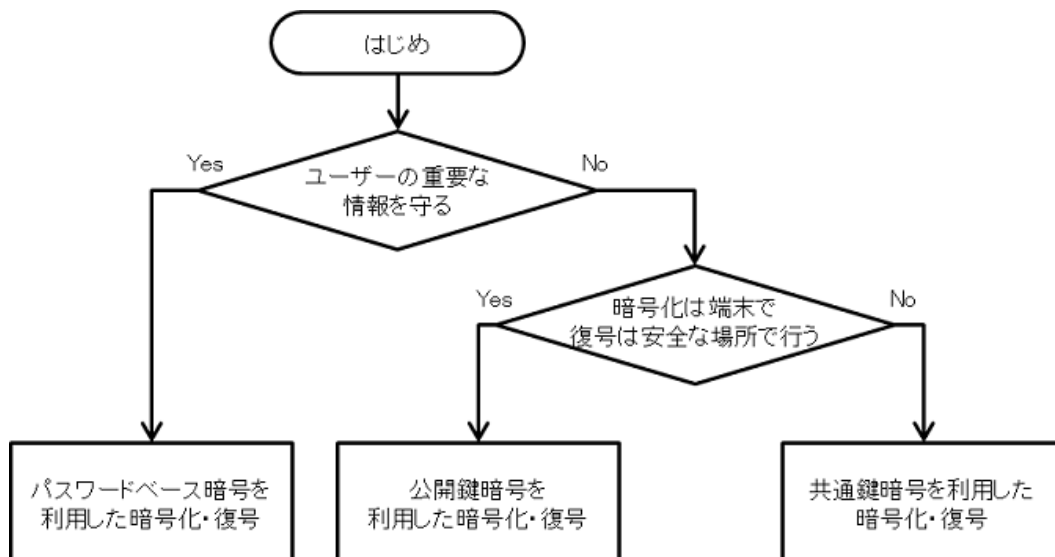 はじめ
Yes
No
ユーザーの重要な
情報を守る
Yes
No
暗号化は端末で
復号は安全な場所で行う
パスワードベース暗号を
利用した暗号化・復号
公開鍵暗号を
利用した暗号化・復号
共通鍵暗号を利用した
暗号化・復号